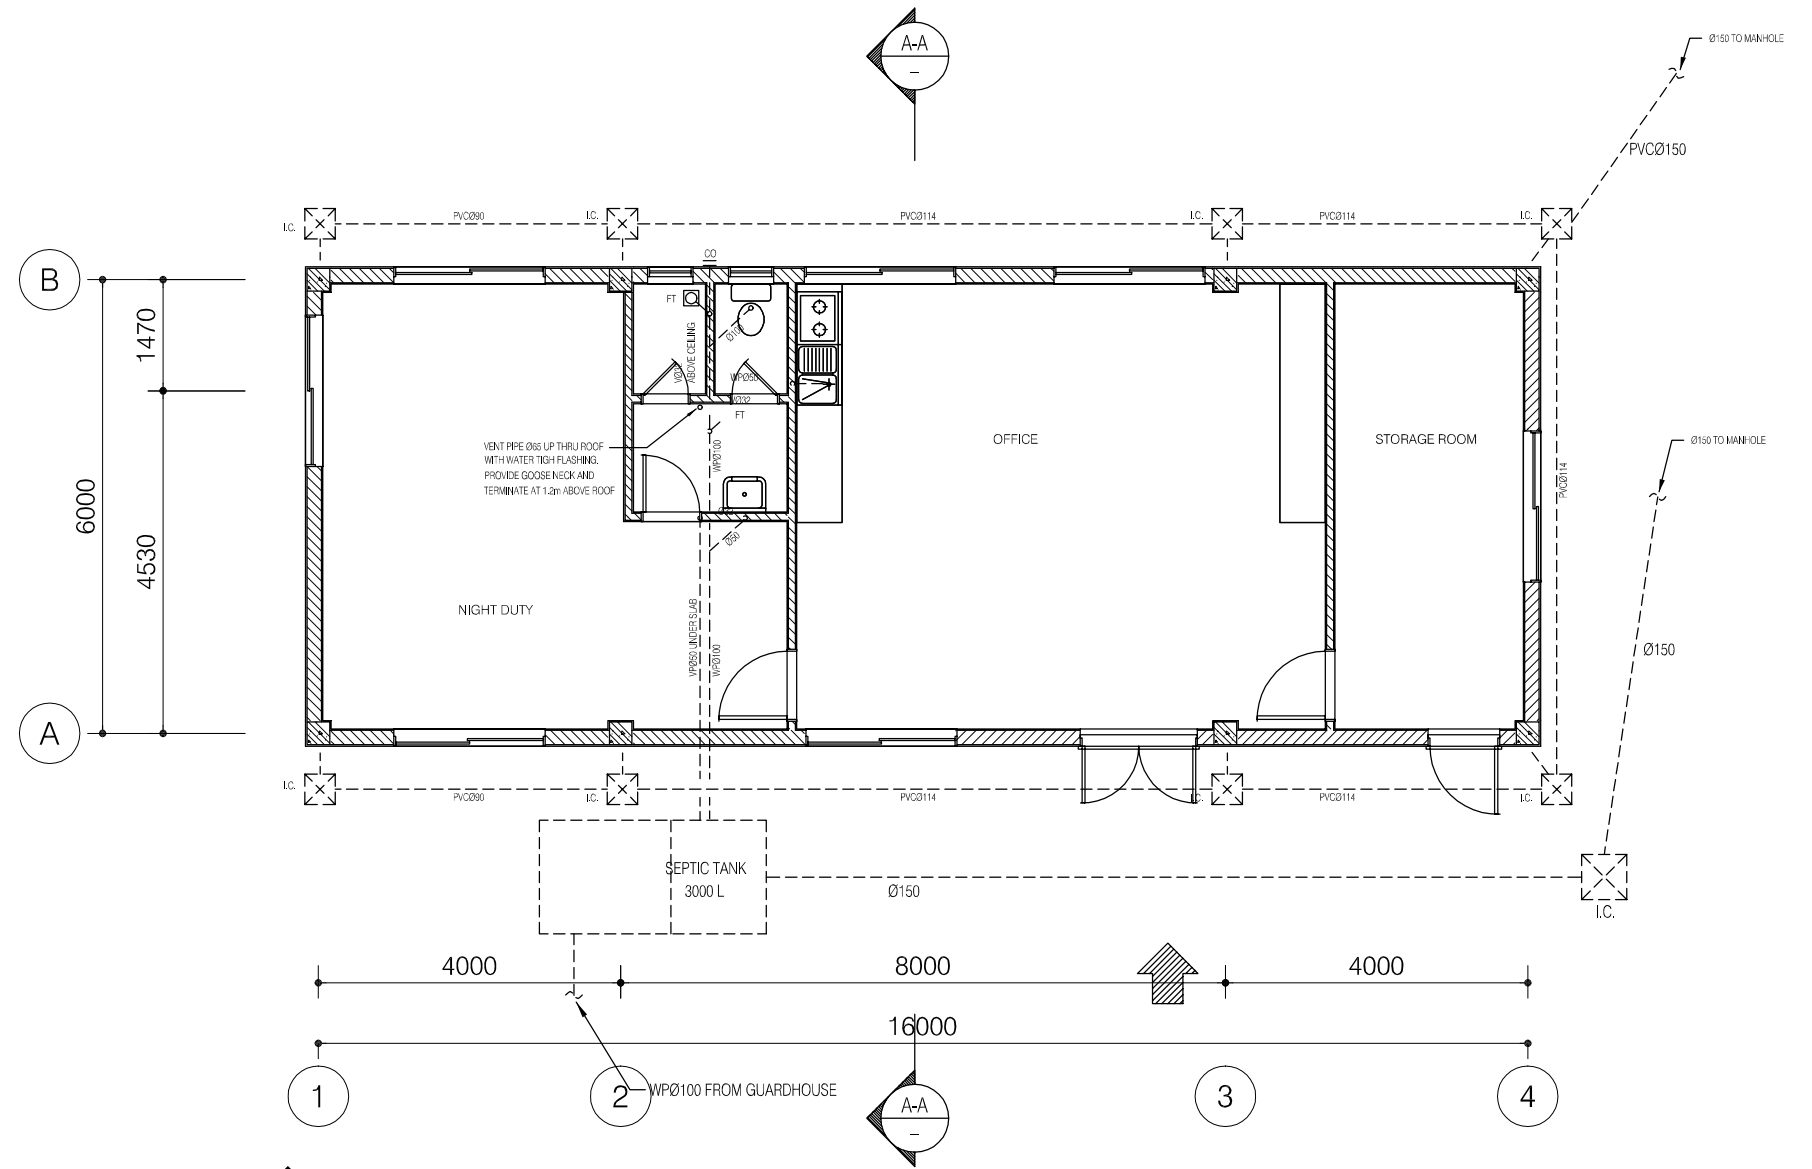 A-A
–
Ø150 TO MANHOLE
PVCØ150
I.C.
PVCØ90
I.C.
PVCØ114
I.C.
PVCØ114
I.C.
B
CO
FT
Ø100
ABOVE CEILING
WPØ50
FT
1470
6000
4530
VENT PIPE Ø65 UP THRU ROOF
WITH WATER TIGH FLASHING.
PROVIDE GOOSE NECK AND
TERMINATE AT 1.2m ABOVE ROOF
WPØ100
OFFICE
STORAGE ROOM
Ø150 TO MANHOLE
PVCØ114
Ø50
NIGHT DUTY
UNDER SLAB
WPØ100
Ø150
A
I.C.
PVCØ90
I.C.
PVCØ114
I.C.
PVCØ114
I.C.
SEPTIC TANK
3000 L
Ø150
I.C.
4000
8000
4000
16000
1
2
WPØ100 FROM GUARDHOUSE
A-A
–
3
4